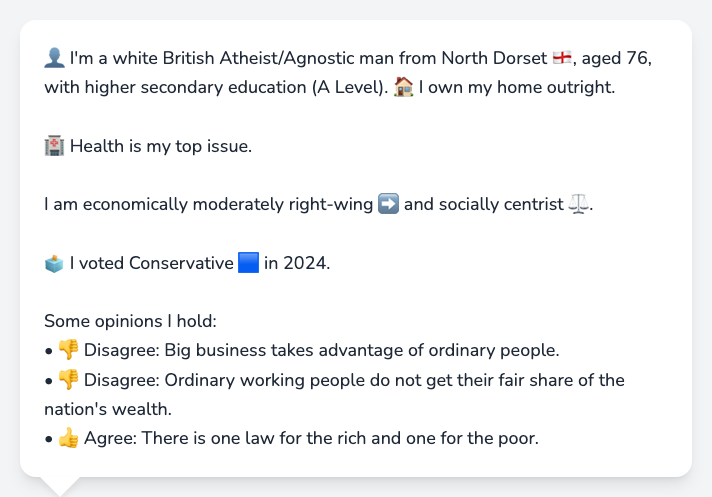 👤 I'm a white British Atheist/Agnostic man from North Dorset 🏴󠁧󠁢󠁥󠁮󠁧󠁿, aged 76,
with higher secondary education (A Level). 🏠 I own my home outright.
🏥 Health is my top issue.
I am economically moderately right-wing ➡️ and socially centrist ⚖️.
🗳️ I voted Conservative 🟦 in 2024.
Some opinions I hold:
• 👎 Disagree: Big business takes advantage of ordinary people.
• 👎 Disagree: Ordinary working people do not get their fair share of the
nation's wealth.
• 👍 Agree: There is one law for the rich and one for the poor.